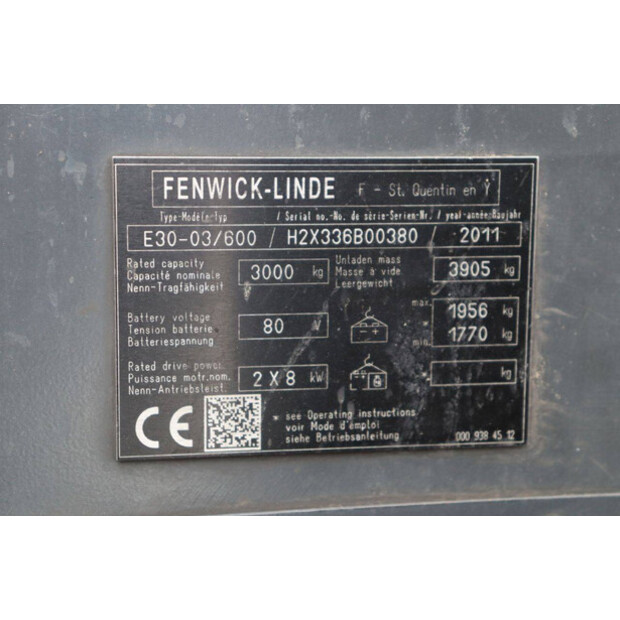 FENWICK-LINDE F - St. Quentin en Y
Type-Modèle-typ / Serial no.-No. de série-Serien-Nr. / year-année-Baujahr
E30-03/600 / H2X336B00380 / 2011
Rated capacity
Capacité nominale
Nenn-Tragfähigkeit
3000 kg
Unladen mass
Masse à vide
Leergewicht
3905 kg
Battery voltage
Tension batterie
Batteriespannung
80 V
- +
max.
*
min.
1956 kg
1770 kg
Rated drive power
Puissance motr.nom.
Nenn-Antriebsleist.
2 X 8 kW
*
kg
CE
* see Operating instructions
voir Mode d'emploi
siehe Betriebsanleitung
000 938 45 12